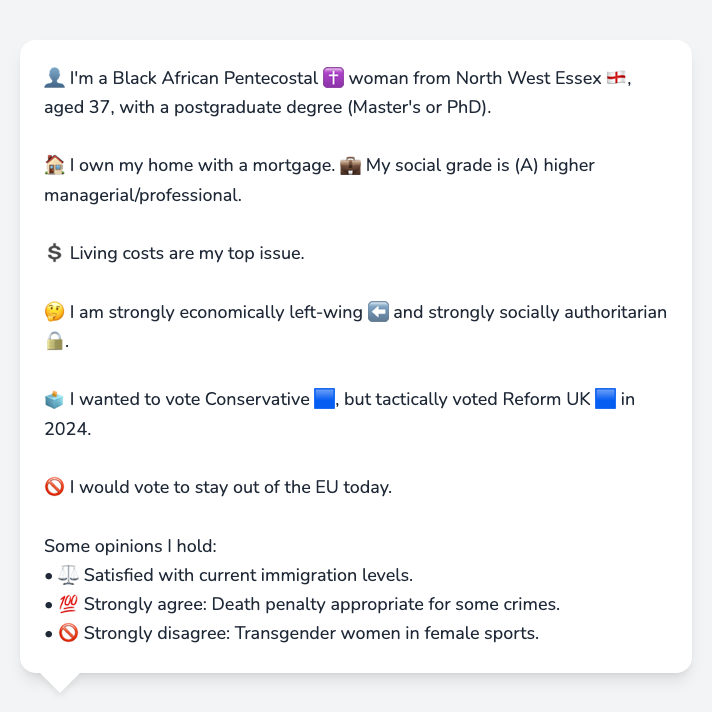 👤 I'm a Black African Pentecostal ✝️ woman from North West Essex 🏴󠁧󠁢󠁥󠁮󠁧󠁿,
aged 37, with a postgraduate degree (Master's or PhD).
🏠 I own my home with a mortgage. 💼 My social grade is (A) higher
managerial/professional.
💲 Living costs are my top issue.
🤔 I am strongly economically left-wing ⬅️ and strongly socially authoritarian
🔒.
🗳️ I wanted to vote Conservative 🟦, but tactically voted Reform UK 🟦 in
2024.
🚫 I would vote to stay out of the EU today.
Some opinions I hold:
• ⚖️ Satisfied with current immigration levels.
• 💯 Strongly agree: Death penalty appropriate for some crimes.
• 🚫 Strongly disagree: Transgender women in female sports.